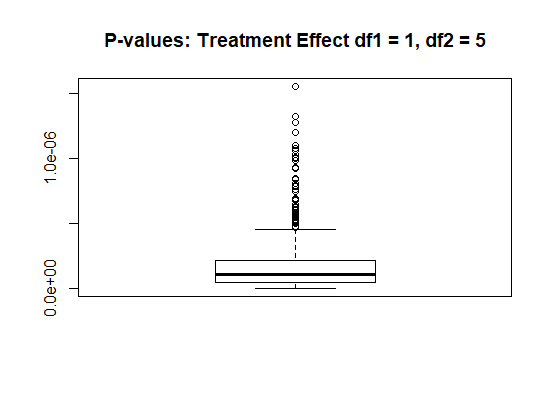 P-values: Treatment Effect df1 = 1, df2 = 5
1.0e-06
0.0e+00